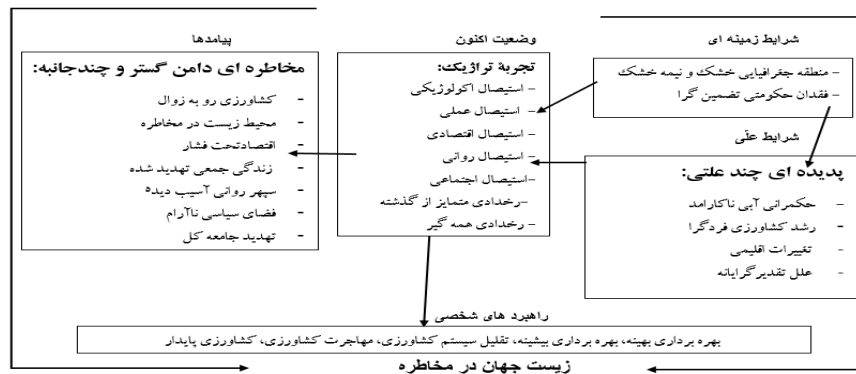 شرایط زمینه ای
- منطقه جغرافیایی خشک و نیمه خشک
- فقدان حکومتی تضمین گرا
شرایط علّی
پدیده ای چند علتی:
- حکمرانی آبی ناکارامد
- رشد کشاورزی فردگرا
- تغییرات اقلیمی
- علل تقدیرگرایانه
وضعیت اکنون
تجربة تراژیک:
- استیصال اکولوژیکی
- استیصال عملی
- استیصال اقتصادی
- استیصال روانی
-استیصال اجتماعی
-رخدادی متمایز از گذشته
- رخدادی همه گیر
پیامدها
مخاطره ای دامن گستر و چندجانبه:
- کشاورزی رو به زوال
- محیط زیست در مخاطره
- اقتصادتحت فشار
- زندگی جمعی تهدید شده
- سپهر روانی آسیب دیده
- فضای سیاسی ناآرام
- تهدید جامعه کل
راهبرد های شخصی
بهره برداری بهینه، بهره برداری بیشینه، تقلیل سیستم کشاورزی، مهاجرت کشاورزی، کشاورزی پایدار
زیست جهان در مخاطره